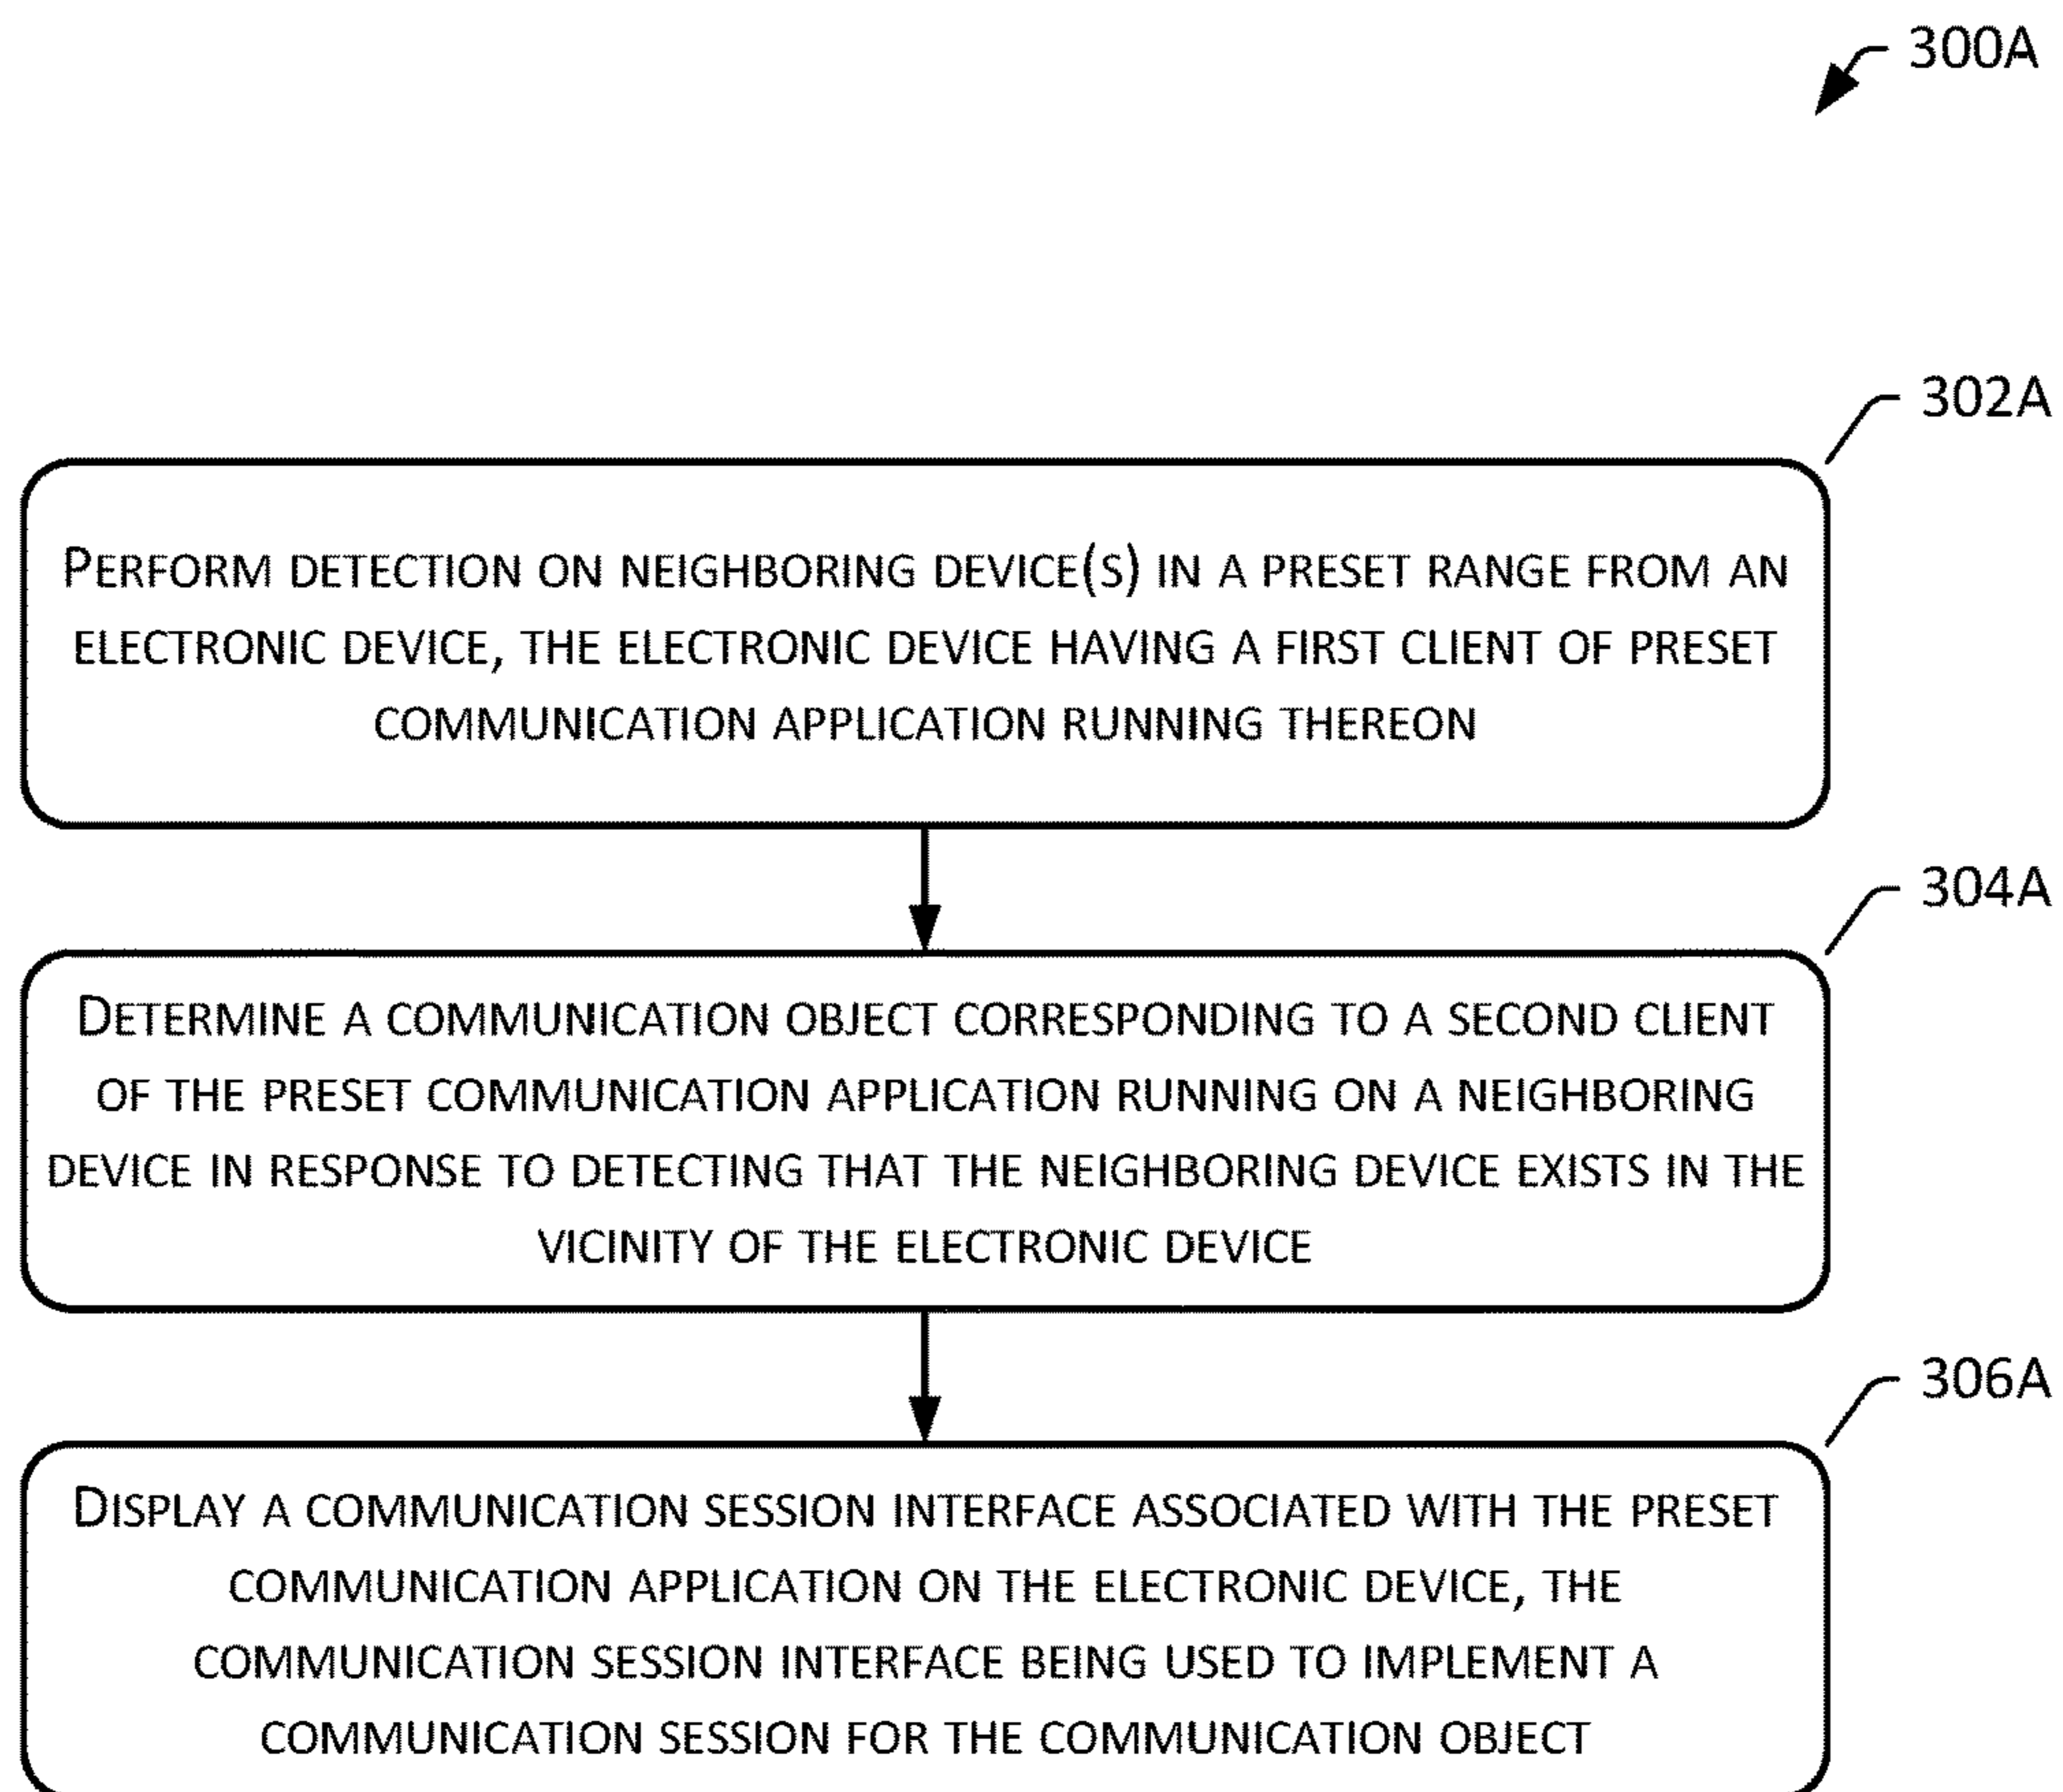 300A
302A
PERFORM DETECTION ON NEIGHBORING DEVICE(S) IN A PRESET RANGE FROM AN
ELECTRONIC DEVICE, THE ELECTRONIC DEVICE HAVING A FIRST CLIENT OF PRESET
COMMUNICATION APPLICATION RUNNING THEREON
304A
DETERMINE A COMMUNICATION OBJECT CORRESPONDING TO A SECOND CLIENT
OF THE PRESET COMMUNICATION APPLICATION RUNNING ON A NEIGHBORING
DEVICE IN RESPONSE TO DETECTING THAT THE NEIGHBORING DEVICE EXISTS IN THE
VICINITY OF THE ELECTRONIC DEVICE
306A
DISPLAY A COMMUNICATION SESSION INTERFACE ASSOCIATED WITH THE PRESET
COMMUNICATION APPLICATION ON THE ELECTRONIC DEVICE, THE
COMMUNICATION SESSION INTERFACE BEING USED TO IMPLEMENT A
COMMUNICATION SESSION FOR THE COMMUNICATION OBJECT